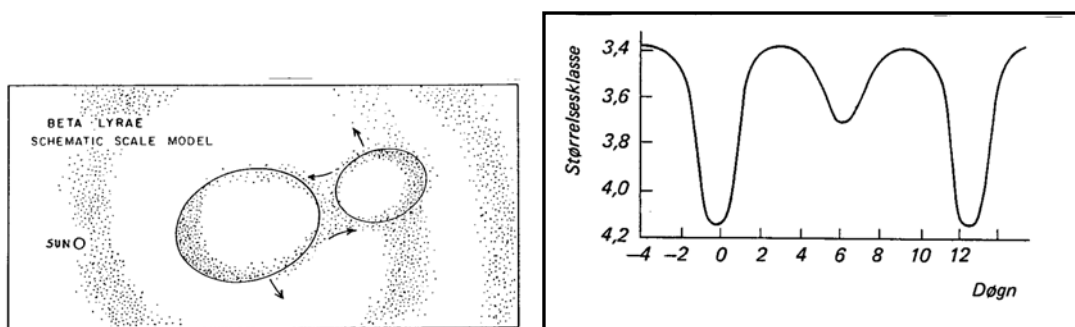 BETA LYRAE
SCHEMATIC SCALE MODEL
SUN
Størrelsesklasse
3,4
3,6
3,8
4,0
4,2
-4 -2 0 2 4 6 8 10 12
Døgn